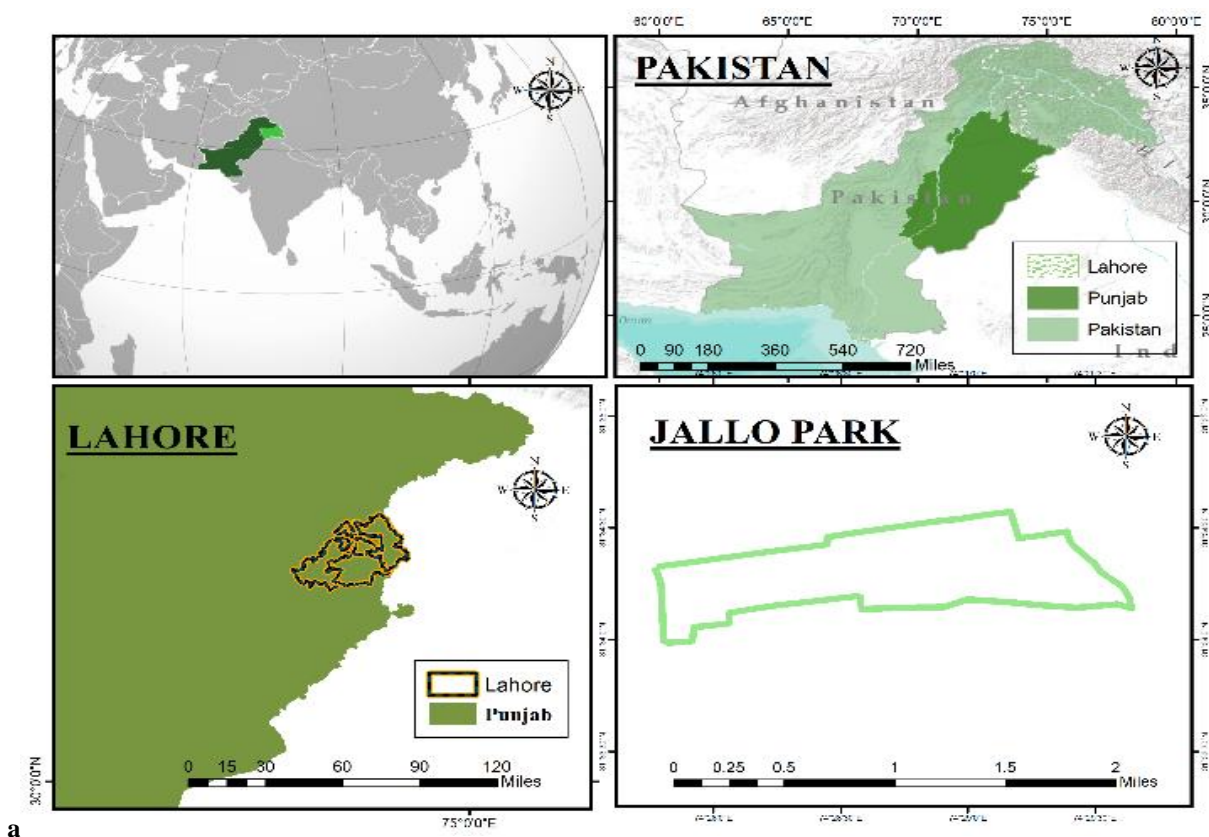 60°0'0"E 65°0'0"E 70°0'0"E 75°0'0"E 80°0'0"E
N
W E
S
PAKISTAN
N
W E
S
Afghanistan
Pakistan
Lahore
Punjab
Pakistan
Oman
Ind
0 90 180 360 540 720
Miles
LAHORE
N
W E
S
Lahore
Punjab
0 15 30 60 90 120
Miles
30°0'0"N
75°0'0"E
JALLO PARK
N
W E
S
0 0.25 0.5 1 1.5 2
Miles
a